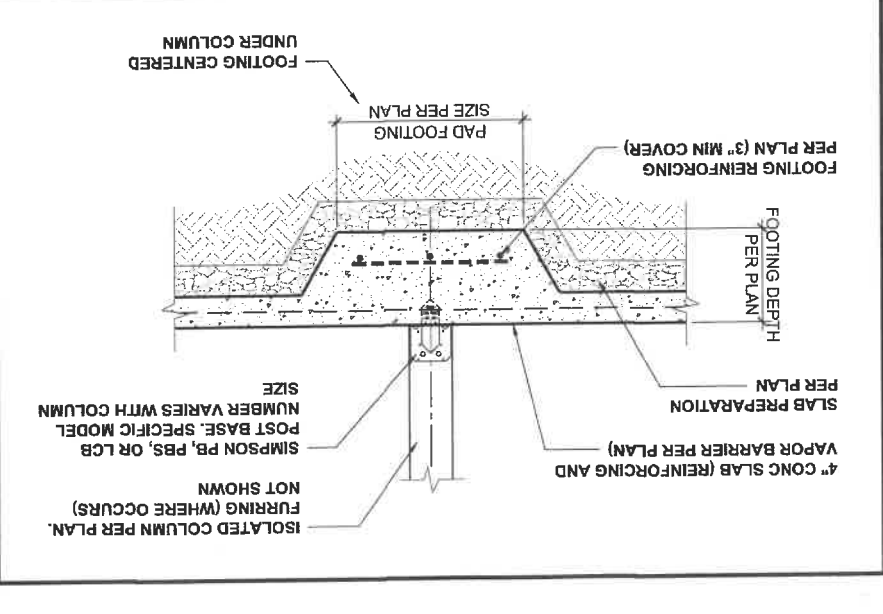 ISOLATED COLUMN PER PLAN.
FURRING (WHERE OCCURS)
NOT SHOWN
SIMPSON PB, PBS, OR LCB
POST BASE. SPECIFIC MODEL
NUMBER VARIES WITH COLUMN
SIZE
4" CONC SLAB (REINFORCING AND
VAPOR BARRIER PER PLAN)
SLAB PREPARATION
PER PLAN
FOOTING DEPTH
PER PLAN
FOOTING REINFORCING
PER PLAN (3" MIN COVER)
PAD FOOTING
SIZE PER PLAN
FOOTING CENTERED
UNDER COLUMN